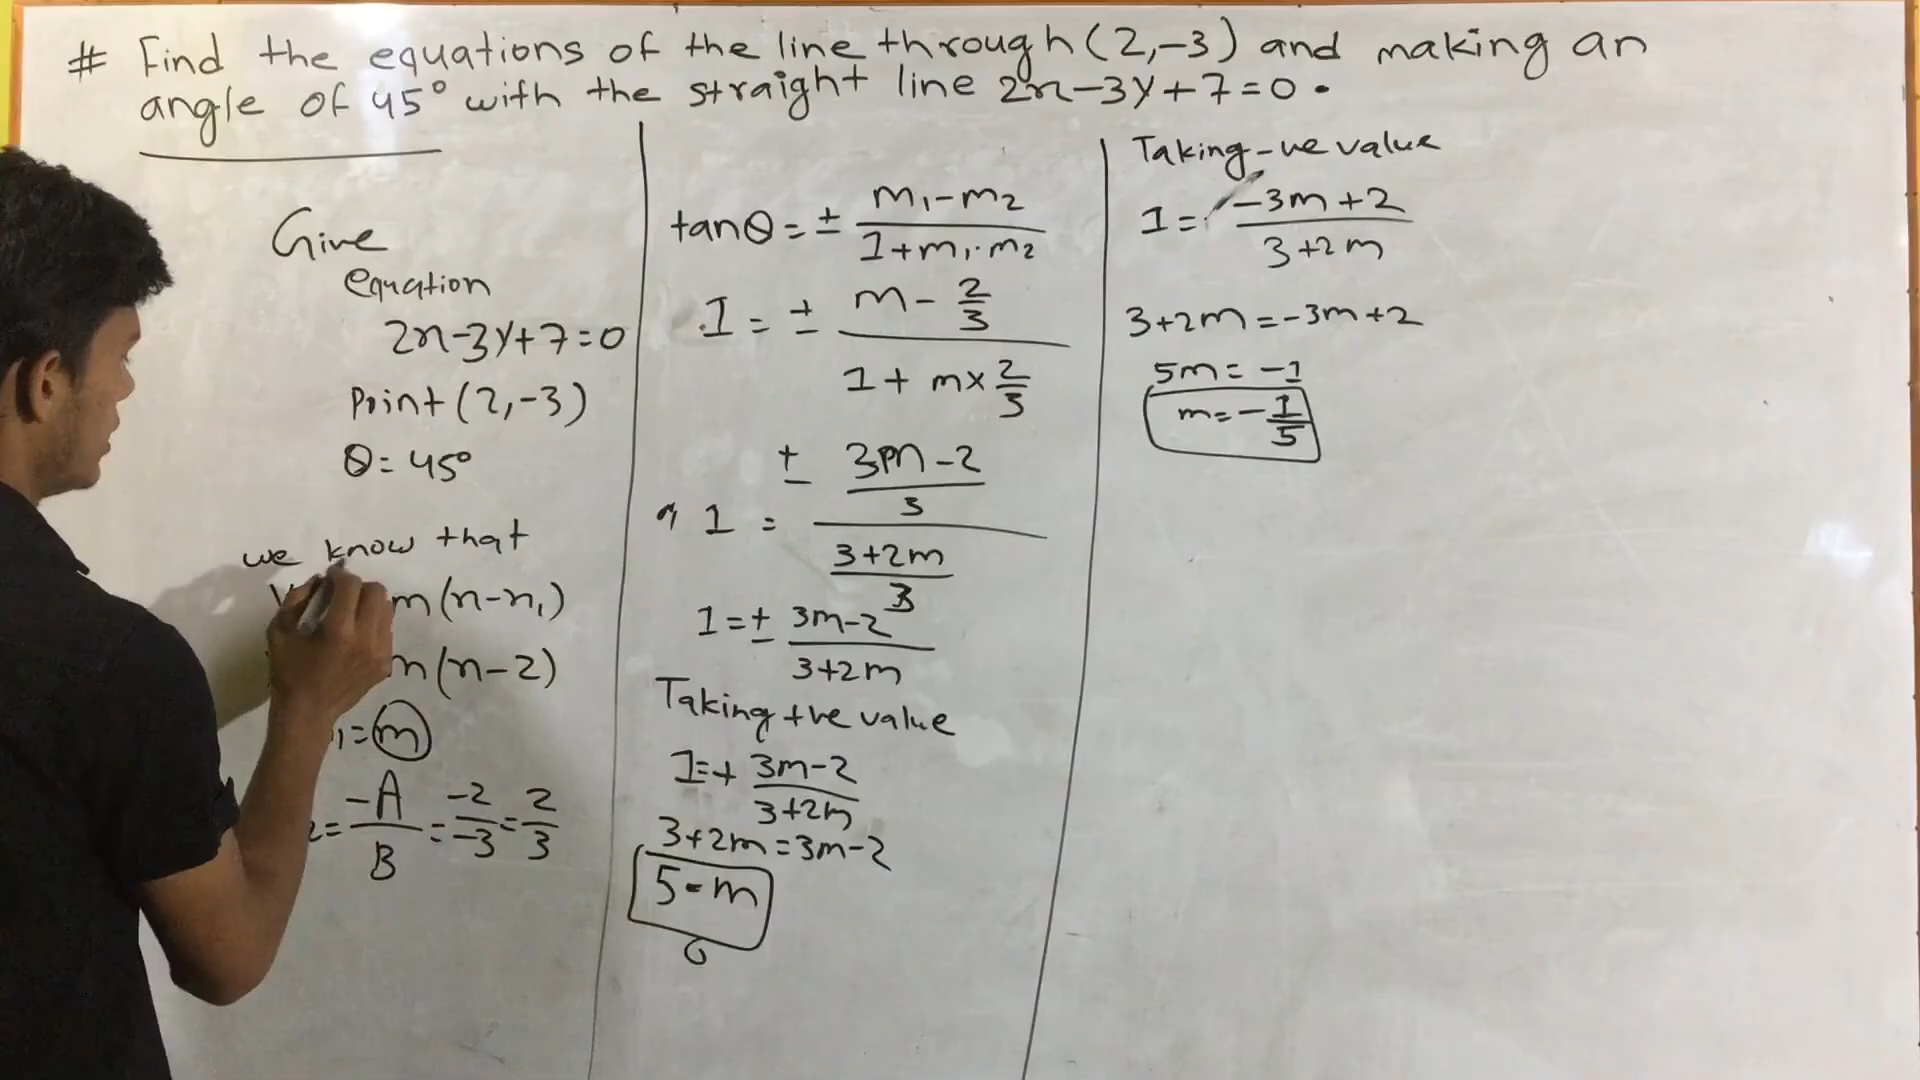 # Find the equations of the line through (2,-3) and making an
angle of 45° with the straight line 2x-3y+7=0.
Give
equation
2x-3y+7=0
Point (2,-3)
θ=45°
we know that
m(x-x₁)
m(x-2)
₁=m
₂=-A/B=-2/-3=2/3
tanθ=± m₁-m₂/1+m₁.m₂
1=± m-2/3 / 1+m×2/3
1=± 3m-2/3 / 3+2m/3
1=± 3m-2/3+2m
Taking +ve value
1=+ 3m-2/3+2m
3+2m=3m-2
5=m
Taking -ve value
1= -3m+2/3+2m
3+2m=-3m+2
5m=-1
m=-1/5